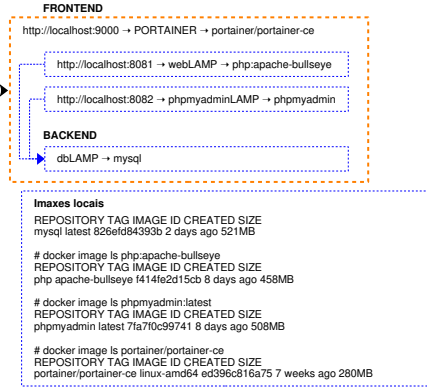 FRONTEND
http://localhost:9000 → PORTAINER → portainer/portainer-ce
http://localhost:8081 → webLAMP → php:apache-bullseye
http://localhost:8082 → phpmyadminLAMP → phpmyadmin
BACKEND
dbLAMP → mysql
Imaxes locais
REPOSITORY TAG IMAGE ID CREATED SIZE
mysql latest 826efd84393b 2 days ago 521MB
# docker image ls php:apache-bullseye
REPOSITORY TAG IMAGE ID CREATED SIZE
php apache-bullseye f414fe2d15cb 8 days ago 458MB
# docker image ls phpmyadmin:latest
REPOSITORY TAG IMAGE ID CREATED SIZE
phpmyadmin latest 7fa7f0c99741 8 days ago 508MB
# docker image ls portainer/portainer-ce
REPOSITORY TAG IMAGE ID CREATED SIZE
portainer/portainer-ce linux-amd64 ed396c816a75 7 weeks ago 280MB